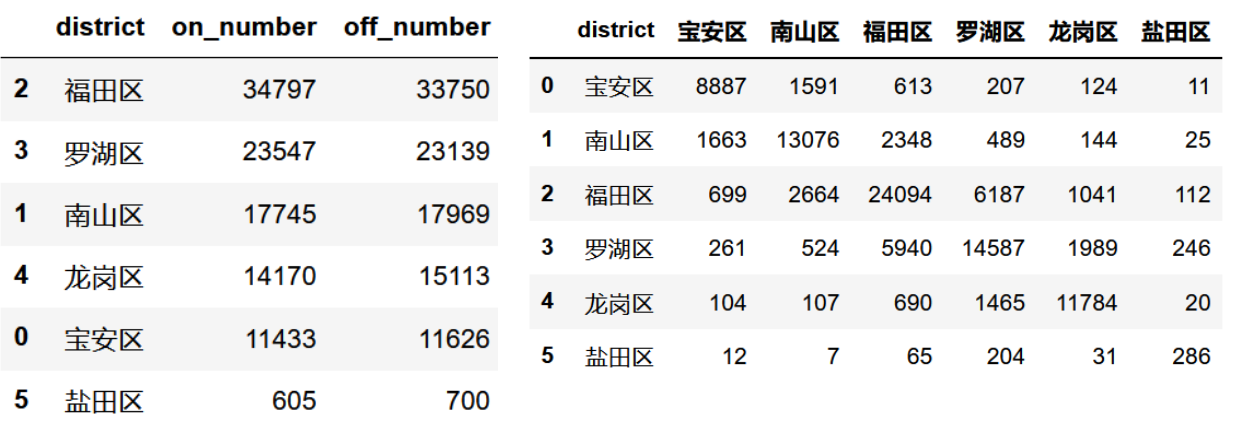 district on_number off_number
2 福田区 34797 33750
3 罗湖区 23547 23139
1 南山区 17745 17969
4 龙岗区 14170 15113
0 宝安区 11433 11626
5 盐田区 605 700
district 宝安区 南山区 福田区 罗湖区 龙岗区 盐田区
0 宝安区 8887 1591 613 207 124 11
1 南山区 1663 13076 2348 489 144 25
2 福田区 699 2664 24094 6187 1041 112
3 罗湖区 261 524 5940 14587 1989 246
4 龙岗区 104 107 690 1465 11784 20
5 盐田区 12 7 65 204 31 286